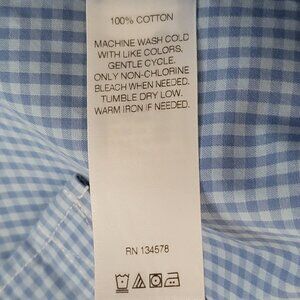 100% COTTON
MACHINE WASH COLD
WITH LIKE COLORS,
GENTLE CYCLE.
ONLY NON-CHLORINE
BLEACH WHEN NEEDED.
TUMBLE DRY LOW.
WARM IRON IF NEEDED.
RN 134578